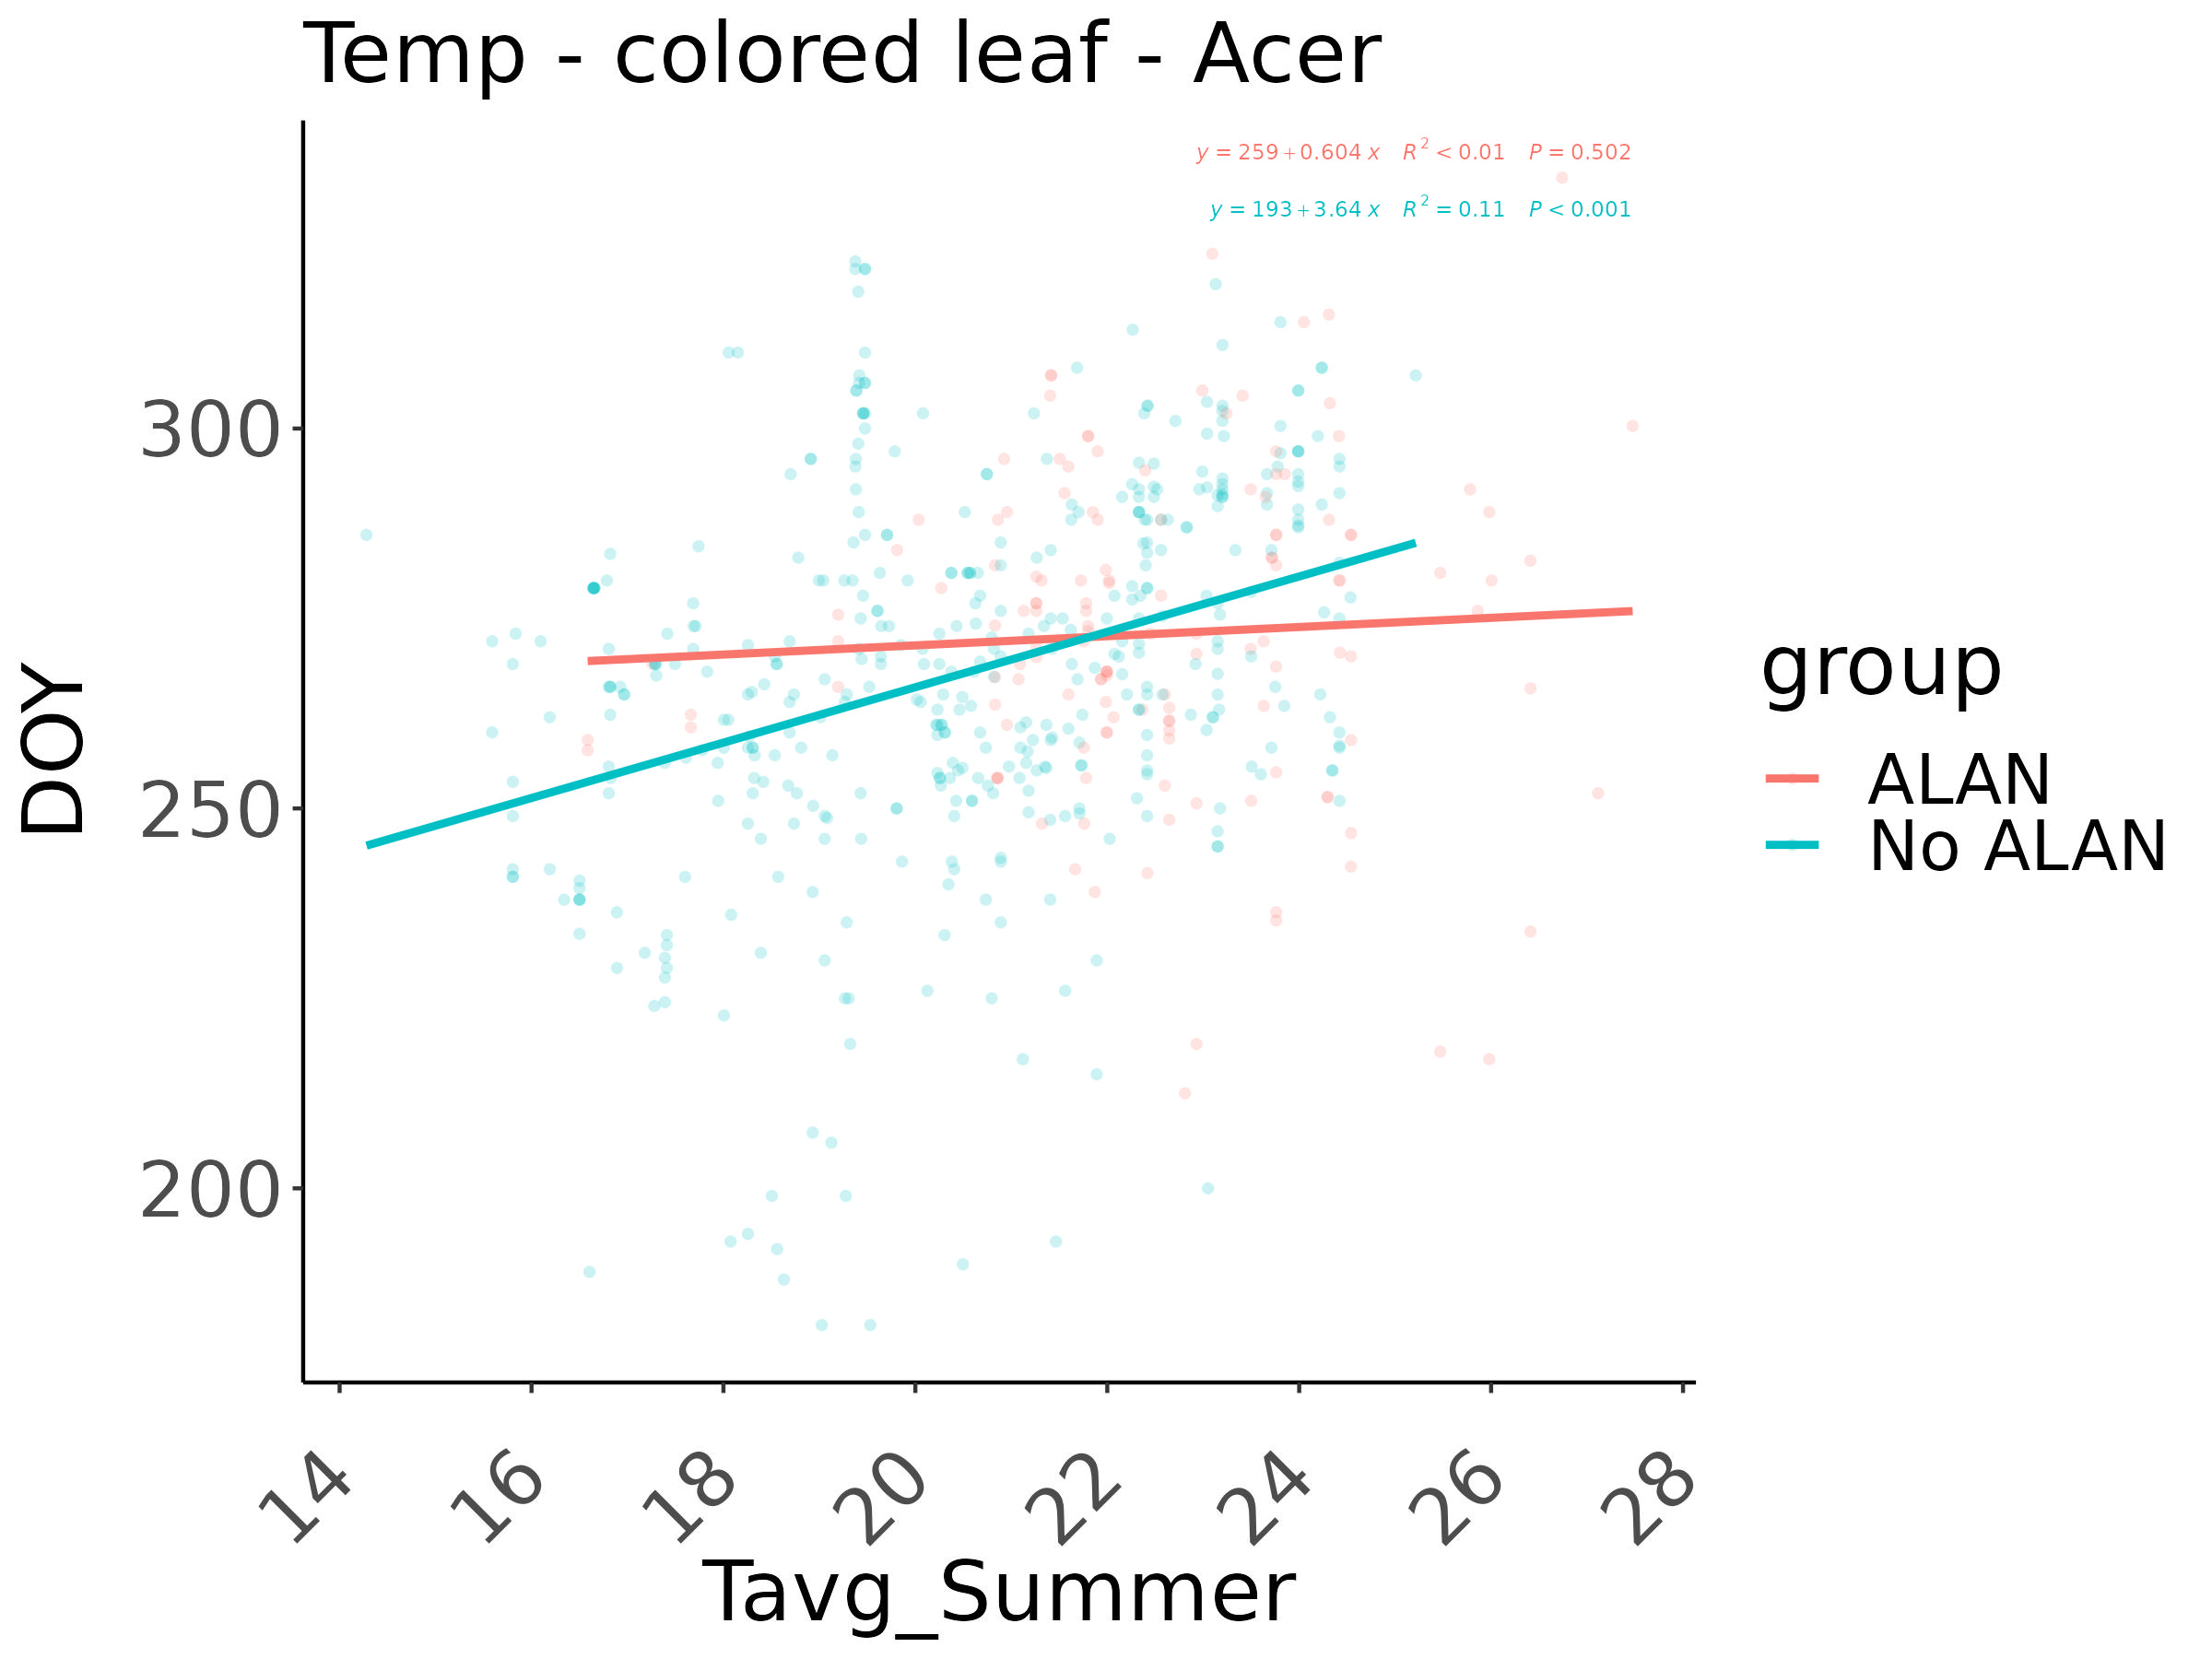 Temp - colored leaf - Acer
y = 259 + 0.604 x R² < 0.01 P = 0.502
y = 193 + 3.64 x R² = 0.11 P < 0.001
DOY
300
250
200
14 16 18 20 22 24 26 28
Tavg_Summer
group
ALAN
No ALAN